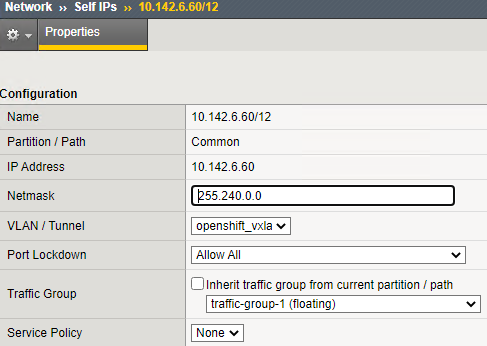 Network ›› Self IPs ›› 10.142.6.60/12
Properties
Configuration
Name 10.142.6.60/12
Partition / Path Common
IP Address 10.142.6.60
Netmask 255.240.0.0
VLAN / Tunnel openshift_vxla
Port Lockdown Allow All
Traffic Group Inherit traffic group from current partition / path
traffic-group-1 (floating)
Service Policy None